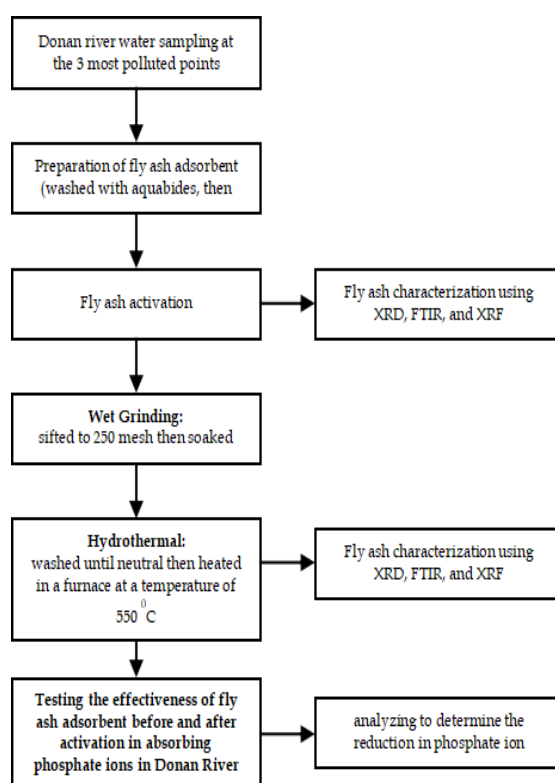 Donan river water sampling at
the 3 most polluted points
Preparation of fly ash adsorbent
(washed with aquabides, then
Fly ash activation
Fly ash characterization using
XRD, FTIR, and XRF
Wet Grinding:
sifted to 250 mesh then soaked
Hydrothermal:
washed until neutral then heated
in a furnace at a temperature of
550 ⁰C
Fly ash characterization using
XRD, FTIR, and XRF
Testing the effectiveness of fly
ash adsorbent before and after
activation in absorbing
phosphate ions in Donan River
analyzing to determine the
reduction in phosphate ion